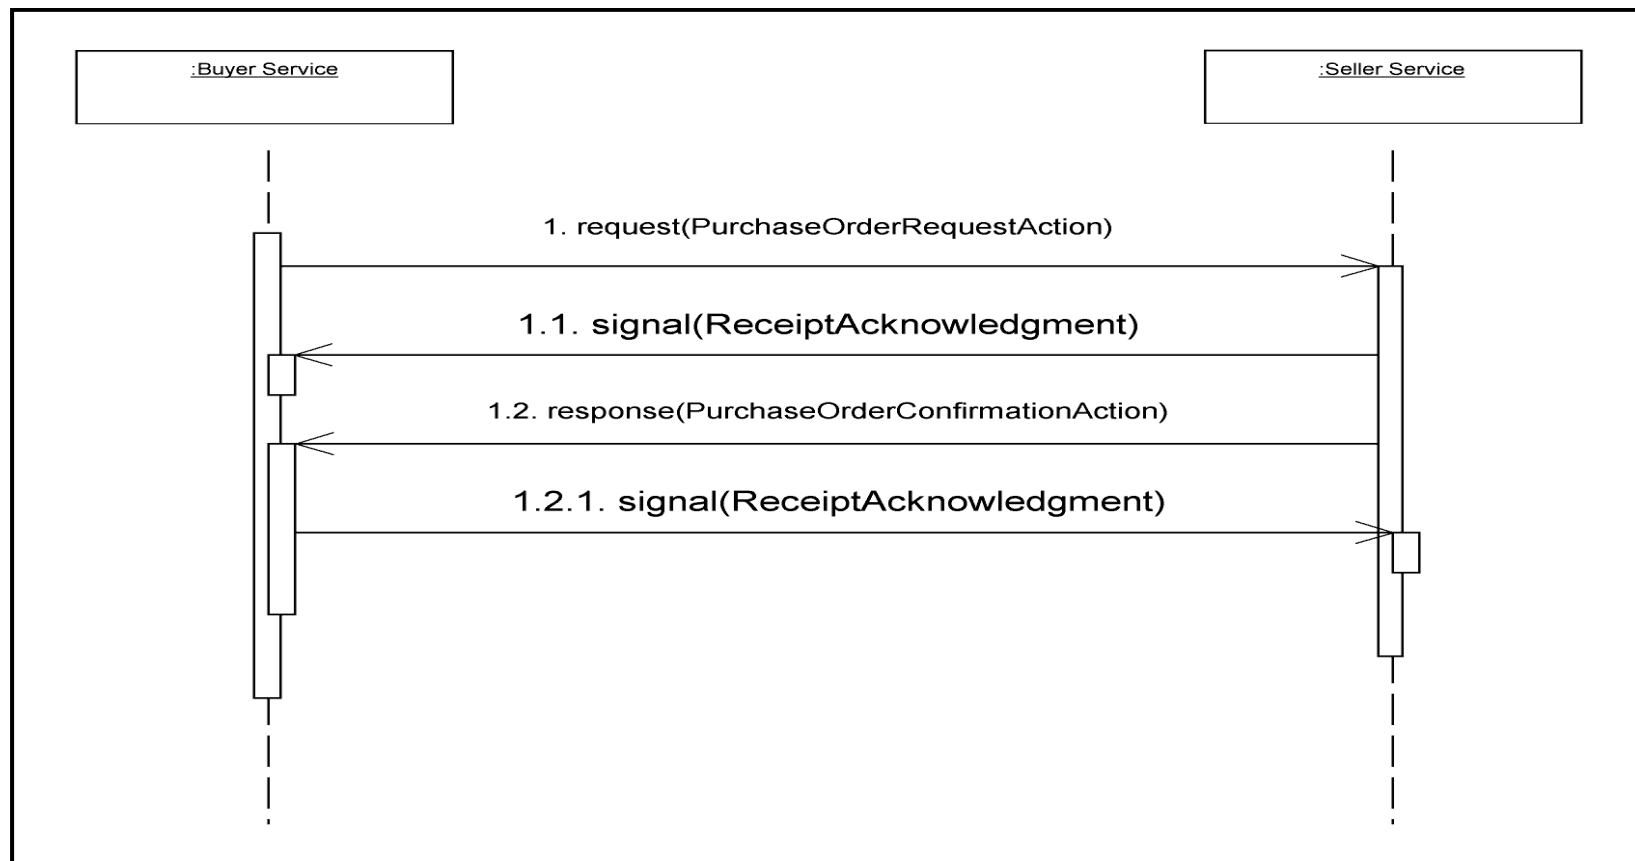 :Buyer Service
:Seller Service
1. request(PurchaseOrderRequestAction)
1.1. signal(ReceiptAcknowledgment)
1.2. response(PurchaseOrderConfirmationAction)
1.2.1. signal(ReceiptAcknowledgment)